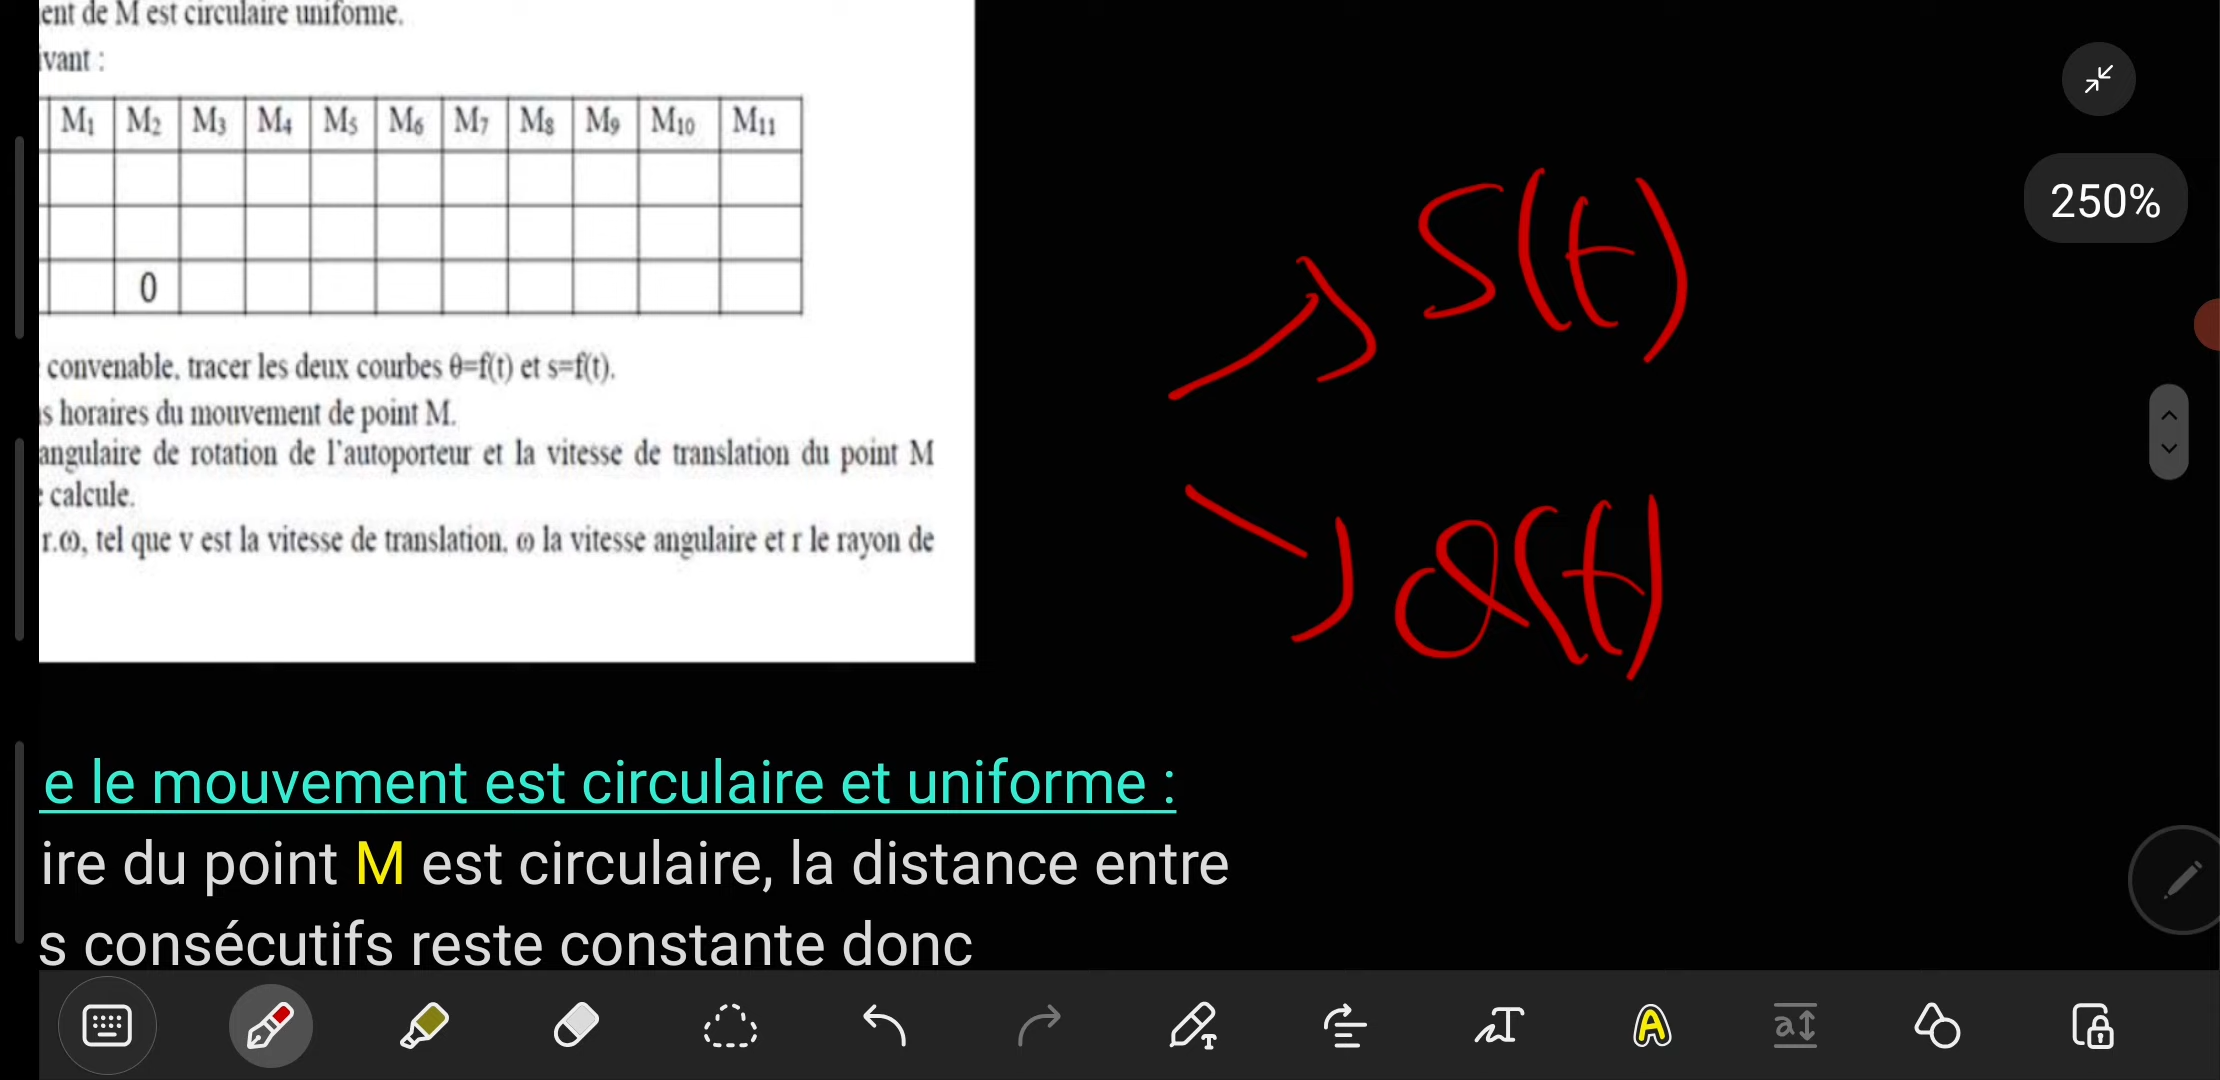 ent de M est circulaire uniforme.
vant :
M₁ M₂ M₃ M₄ M₅ M₆ M₇ M₈ M₉ M₁₀ M₁₁
0
convenable, tracer les deux courbes θ=f(t) et s=f(t).
s horaires du mouvement de point M.
angulaire de rotation de l'autoporteur et la vitesse de translation du point M
calcule.
r.ω, tel que v est la vitesse de translation, ω la vitesse angulaire et r le rayon de
S(t)
θ(t)
250%
e le mouvement est circulaire et uniforme :
ire du point M est circulaire, la distance entre
s consécutifs reste constante donc